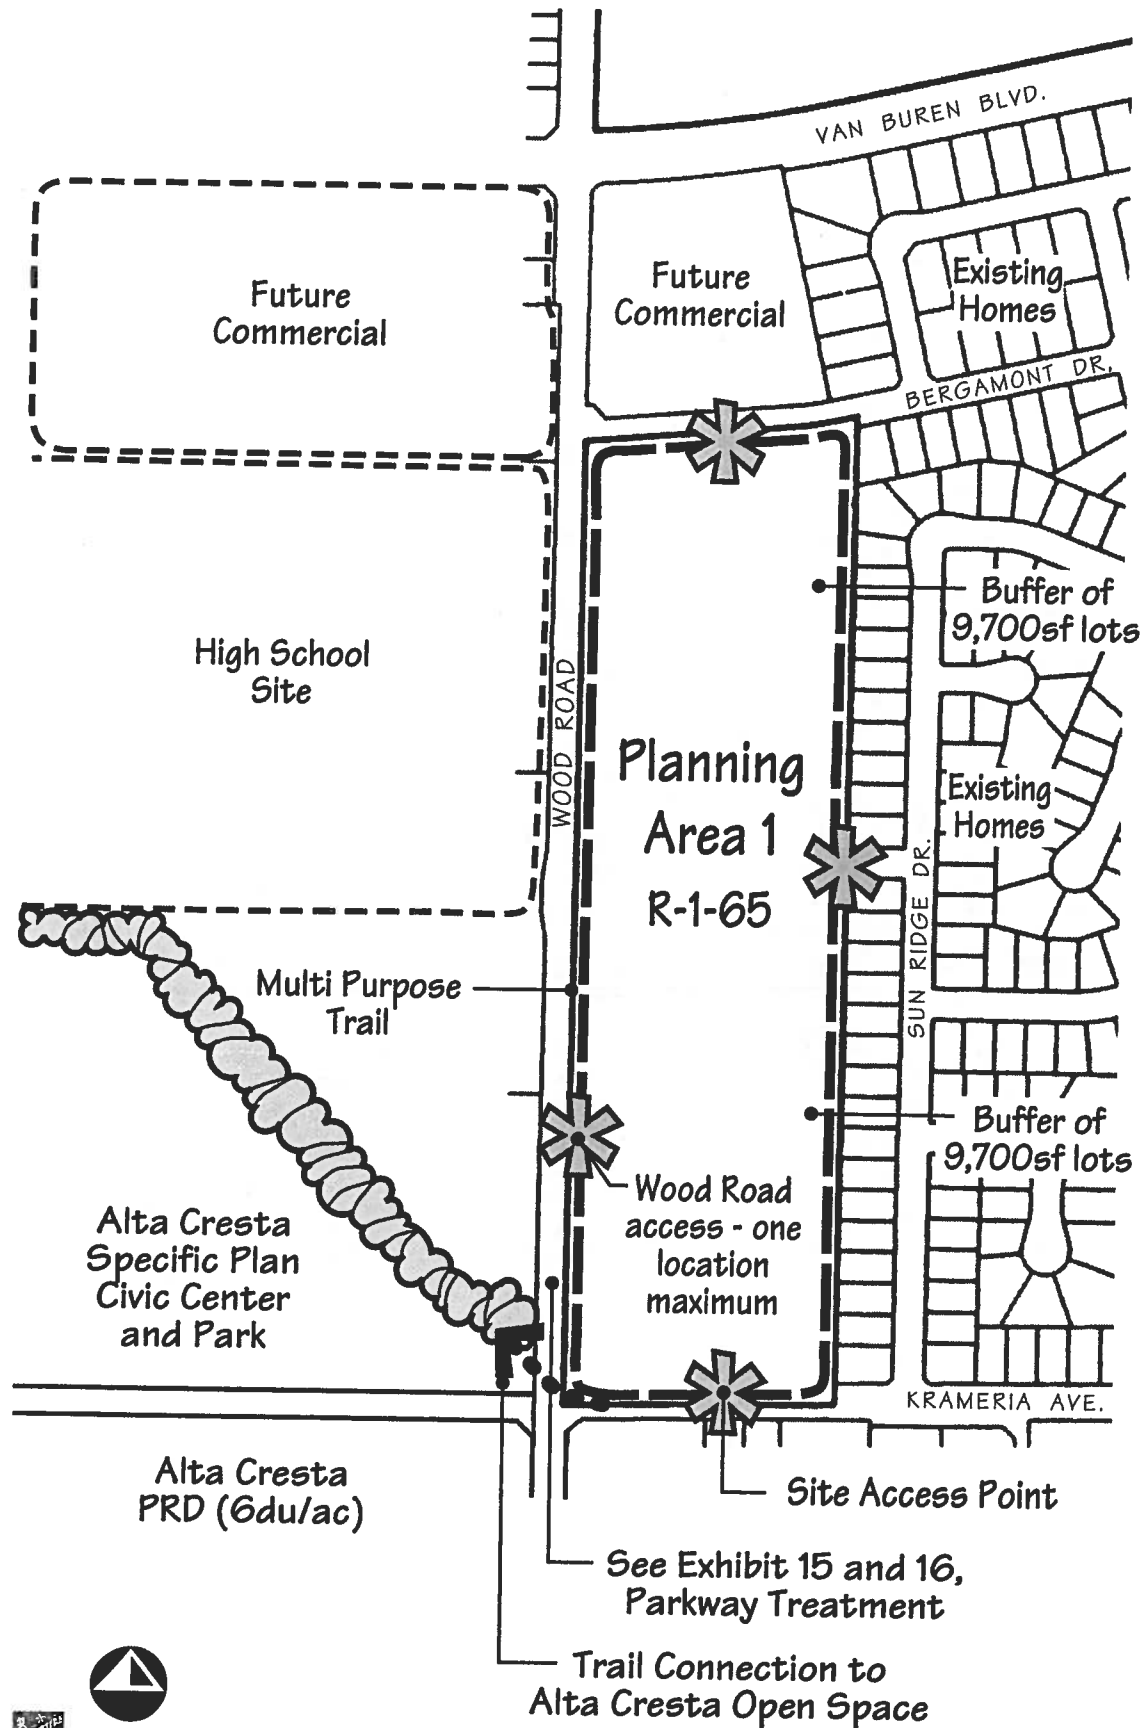 VAN BUREN BLVD.
Future
Commercial
Future
Commercial
Existing
Homes
BERGAMONT DR.
High School
Site
WOOD ROAD
Buffer of
9,700sf lots
Planning
Area 1
R-1-65
Existing
Homes
SUN RIDGE DR.
Multi Purpose
Trail
Buffer of
9,700sf lots
Wood Road
access - one
location
maximum
Alta Cresta
Specific Plan
Civic Center
and Park
KRAMERIA AVE.
Alta Cresta
PRD (6du/ac)
Site Access Point
See Exhibit 15 and 16,
Parkway Treatment
Trail Connection to
Alta Cresta Open Space